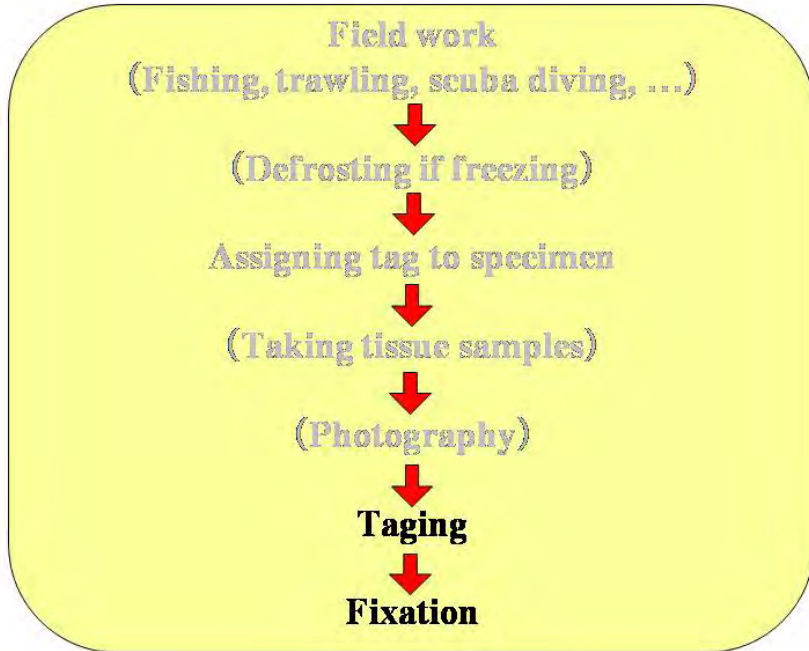 Field work
(Fishing, trawling, scuba diving, …)
(Defrosting if freezing)
Assigning tag to specimen
(Taking tissue samples)
(Photography)
Taging
Fixation